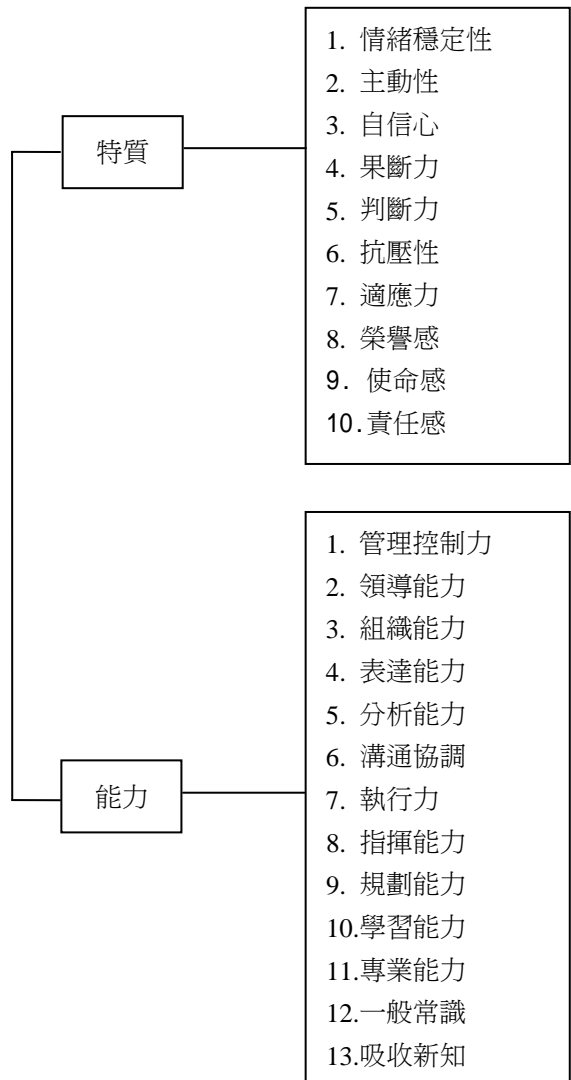 特質
1. 情緒穩定性
2. 主動性
3. 自信心
4. 果斷力
5. 判斷力
6. 抗壓性
7. 適應力
8. 榮譽感
9. 使命感
10.責任感
能力
1. 管理控制力
2. 領導能力
3. 組織能力
4. 表達能力
5. 分析能力
6. 溝通協調
7. 執行力
8. 指揮能力
9. 規劃能力
10.學習能力
11.專業能力
12.一般常識
13.吸收新知